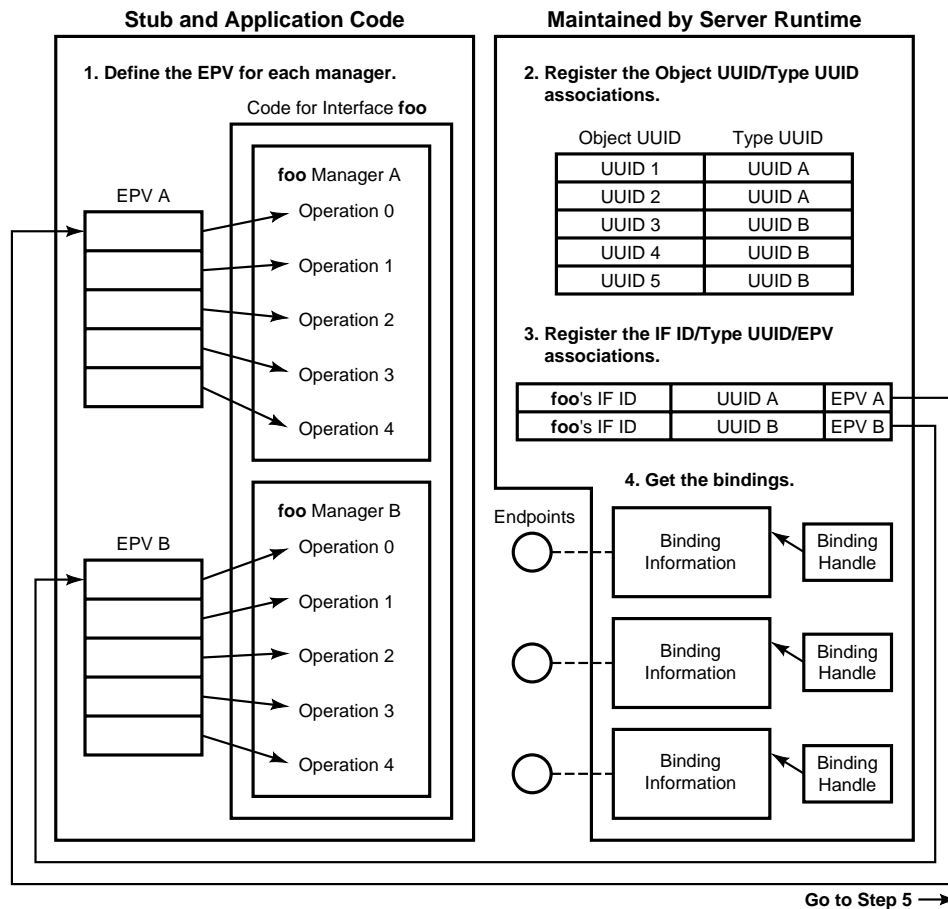 Stub and Application Code
1. Define the EPV for each manager.
Code for Interface foo
EPV A
foo Manager A
Operation 0
Operation 1
Operation 2
Operation 3
Operation 4
EPV B
foo Manager B
Operation 0
Operation 1
Operation 2
Operation 3
Operation 4
Maintained by Server Runtime
2. Register the Object UUID/Type UUID
associations.
Object UUID Type UUID
UUID 1 UUID A
UUID 2 UUID A
UUID 3 UUID B
UUID 4 UUID B
UUID 5 UUID B
3. Register the IF ID/Type UUID/EPV
associations.
foo's IF ID UUID A EPV A
foo's IF ID UUID B EPV B
4. Get the bindings.
Endpoints
Binding
Information
Binding
Handle
Binding
Information
Binding
Handle
Binding
Information
Binding
Handle
Go to Step 5